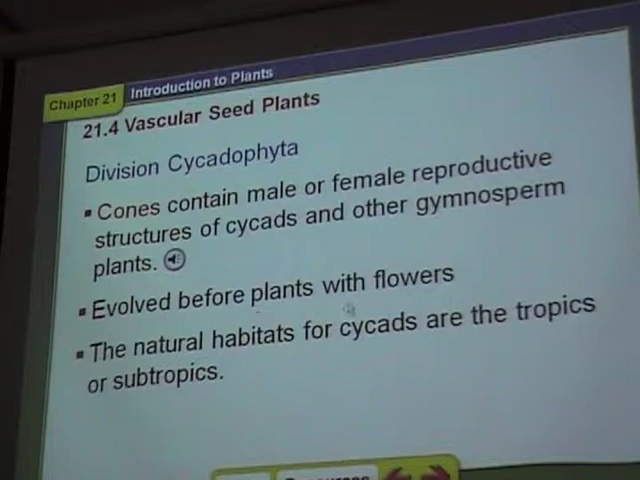 Chapter 21
Introduction to Plants
21.4 Vascular Seed Plants
Division Cycadophyta
▪ Cones contain male or female reproductive
structures of cycads and other gymnosperm
plants.
▪ Evolved before plants with flowers
▪ The natural habitats for cycads are the tropics
or subtropics.